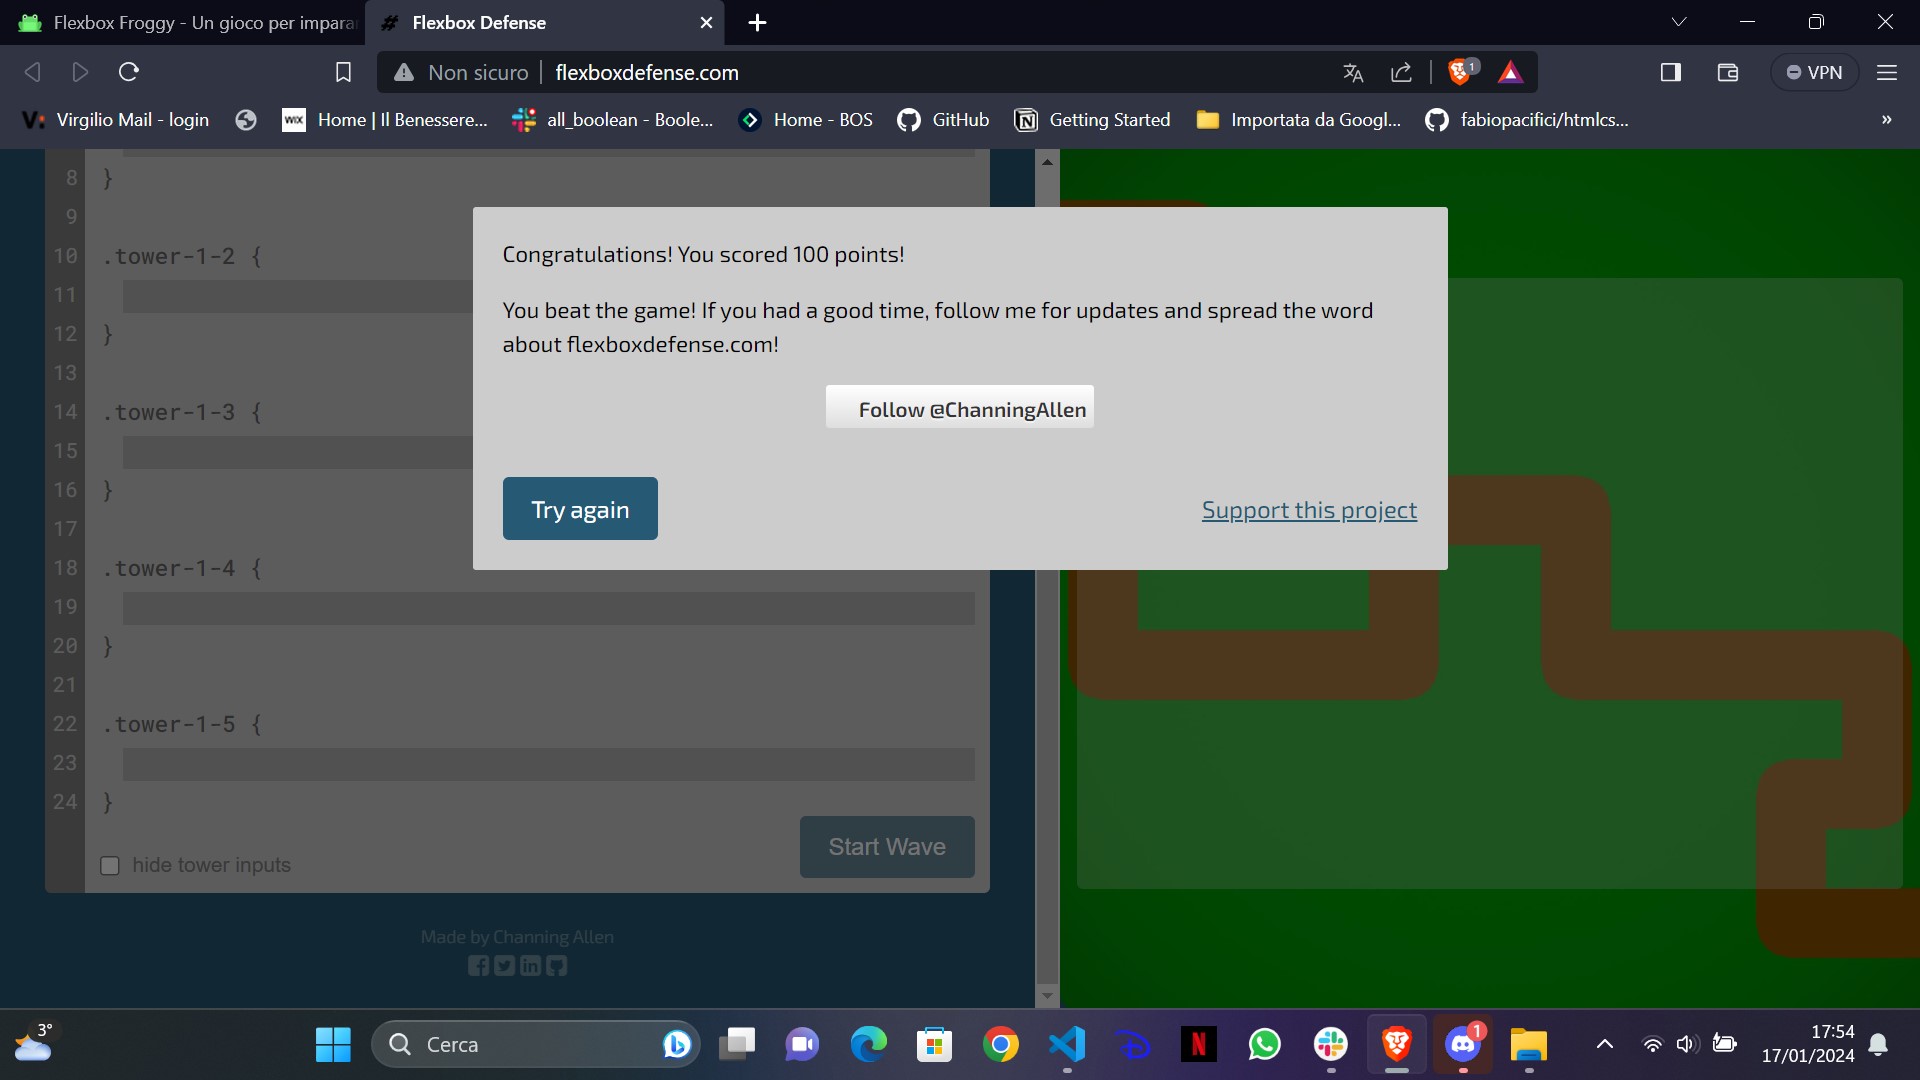 Flexbox Froggy - Un gioco per impara
Flexbox Defense
Non sicuro
flexboxdefense.com
1
VPN
Virgilio Mail - login
WiX
Home | Il Benessere...
all_boolean - Boole...
Home - BOS
GitHub
Getting Started
Importata da Googl...
fabiopacifici/htmlcs...
»
8 }
9
10 .tower-1-2 {
11
12 }
13
14 .tower-1-3 {
15
16 }
17
18 .tower-1-4 {
19
20 }
21
22 .tower-1-5 {
23
24 }
Start Wave
hide tower inputs
Made by Channing Allen
Congratulations! You scored 100 points!
You beat the game! If you had a good time, follow me for updates and spread the word
about flexboxdefense.com!
Follow @ChanningAllen
Try again
Support this project
3°
Cerca
N
1
17:54
17/01/2024